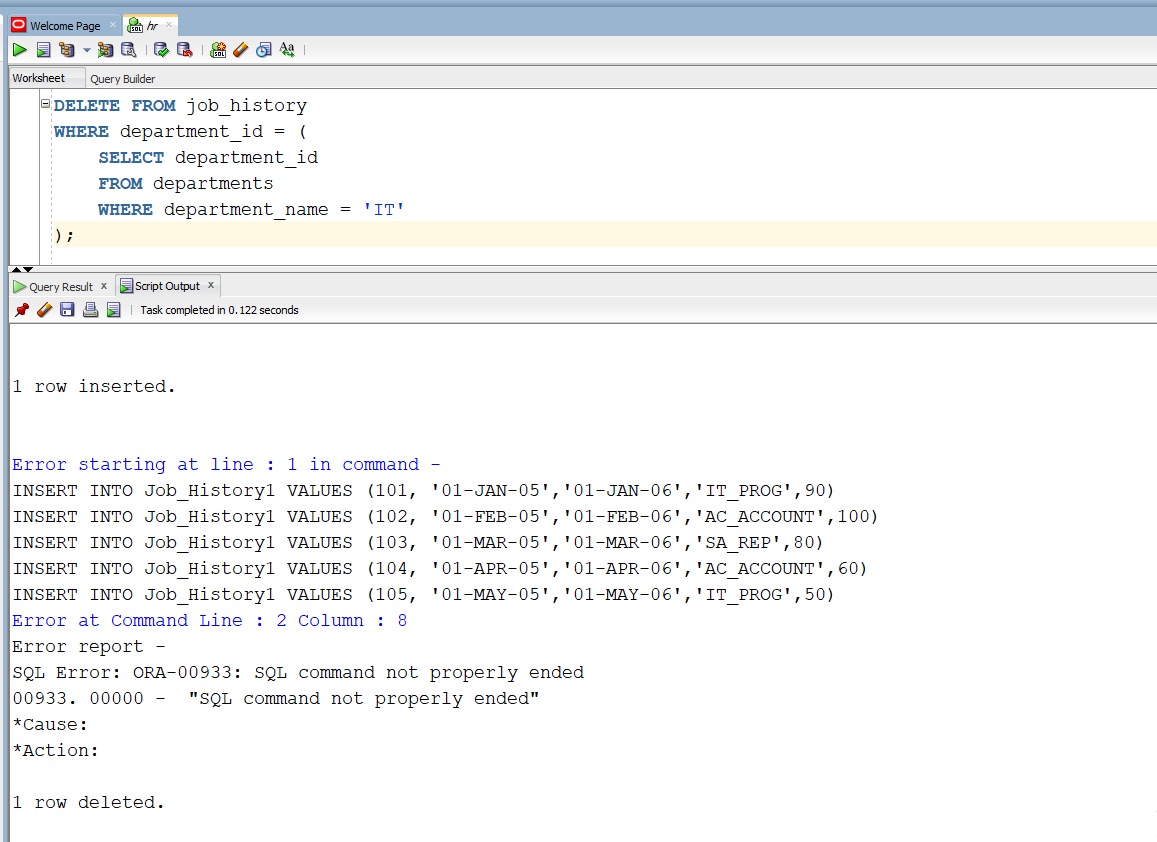 Welcome Page
hr
Worksheet
Query Builder
DELETE FROM job_history
WHERE department_id = (
SELECT department_id
FROM departments
WHERE department_name = 'IT'
);
Query Result x
Script Output x
Task completed in 0.122 seconds
1 row inserted.
Error starting at line : 1 in command -
INSERT INTO Job_History1 VALUES (101, '01-JAN-05','01-JAN-06','IT_PROG',90)
INSERT INTO Job_History1 VALUES (102, '01-FEB-05','01-FEB-06','AC_ACCOUNT',100)
INSERT INTO Job_History1 VALUES (103, '01-MAR-05','01-MAR-06','SA_REP',80)
INSERT INTO Job_History1 VALUES (104, '01-APR-05','01-APR-06','AC_ACCOUNT',60)
INSERT INTO Job_History1 VALUES (105, '01-MAY-05','01-MAY-06','IT_PROG',50)
Error at Command Line : 2 Column : 8
Error report -
SQL Error: ORA-00933: SQL command not properly ended
00933. 00000 -  "SQL command not properly ended"
*Cause:
*Action:
1 row deleted.